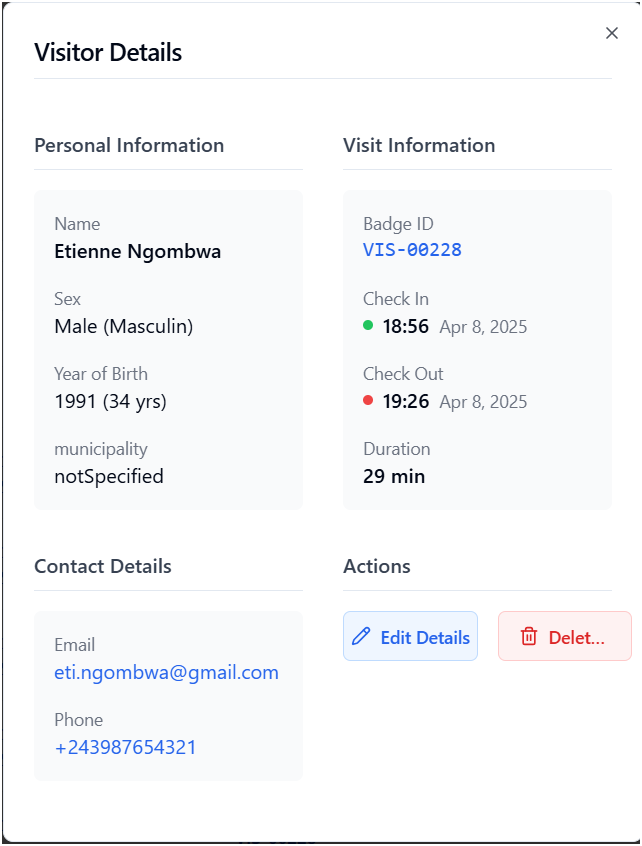 Visitor Details
Personal Information
Name
Etienne Ngombwa
Sex
Male (Masculin)
Year of Birth
1991 (34 yrs)
municipality
notSpecified
Visit Information
Badge ID
VIS-00228
Check In
18:56 Apr 8, 2025
Check Out
19:26 Apr 8, 2025
Duration
29 min
Contact Details
Email
eti.ngombwa@gmail.com
Phone
+243987654321
Actions
Edit Details
Delet...